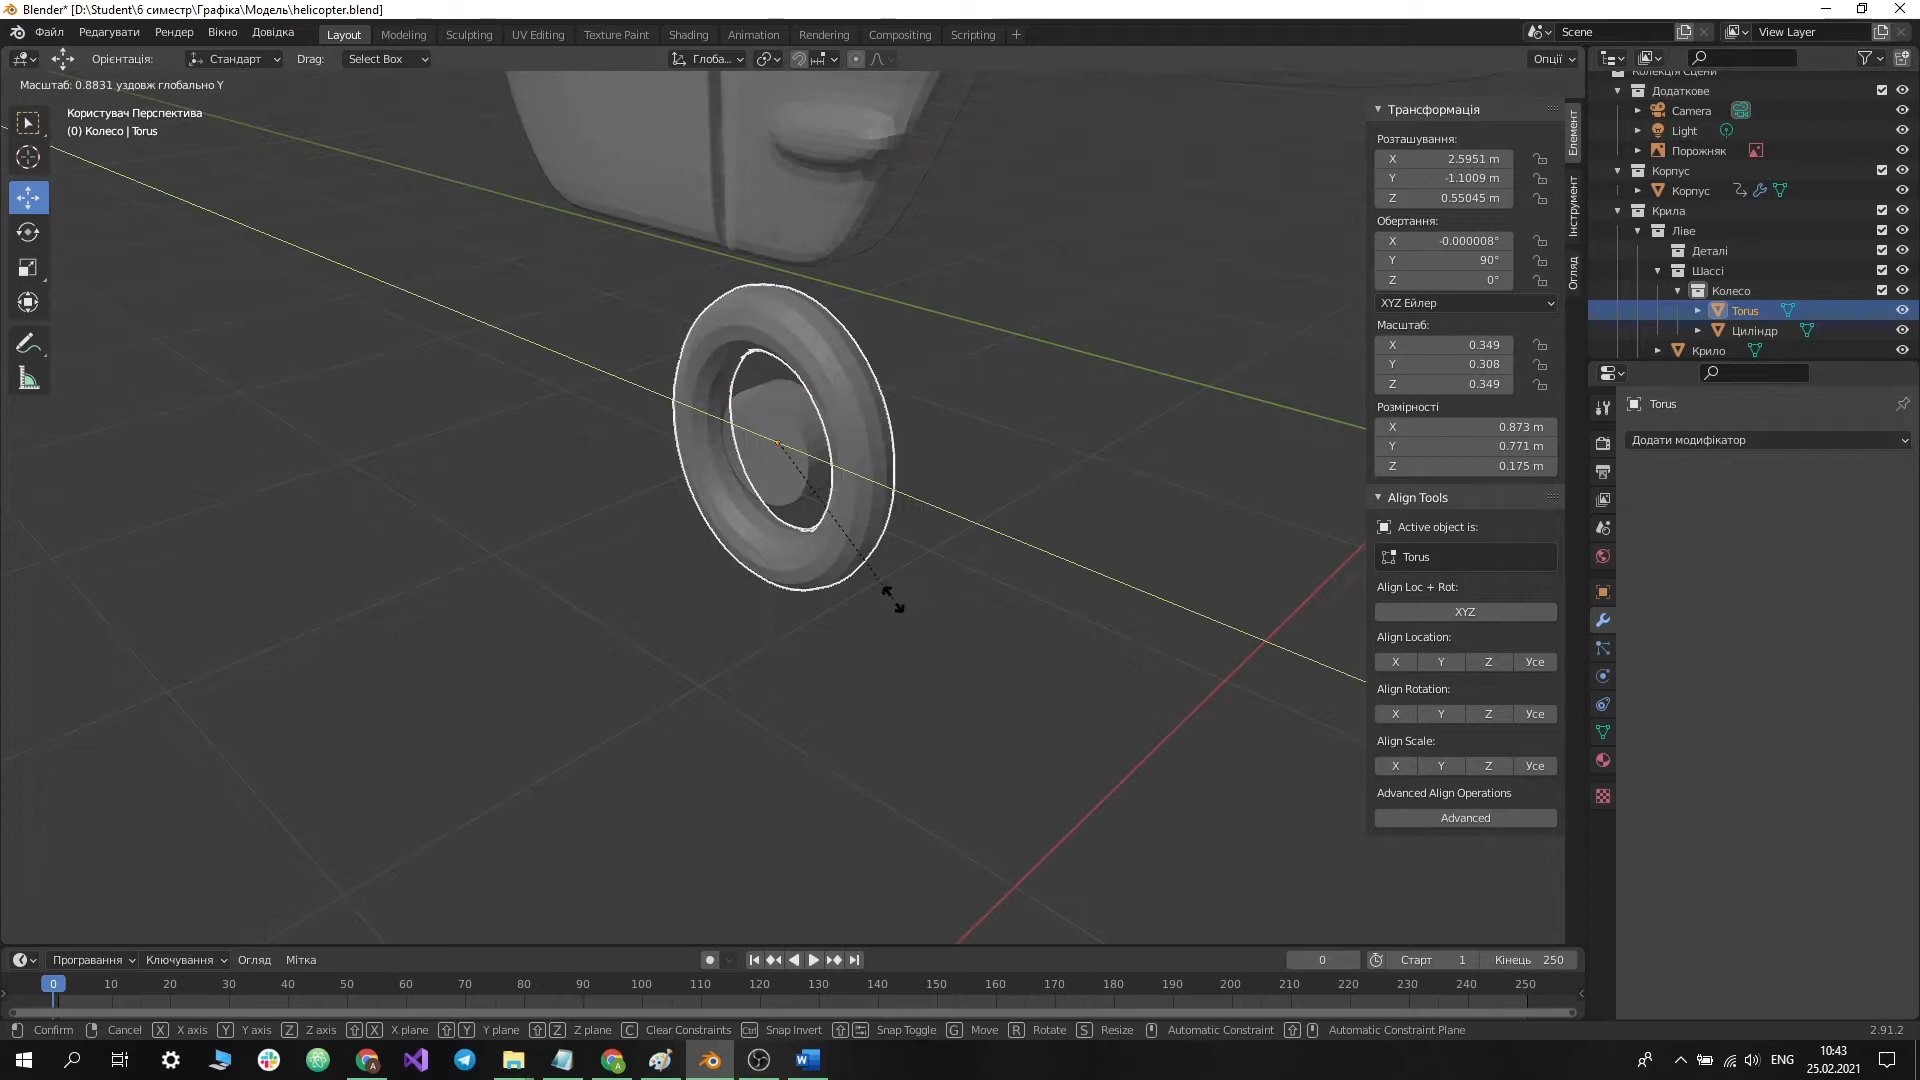 Blender* [D:\Student\6 семестр\Графіка\Модель\helicopter.blend]
Файл Редагувати Рендер Вікно Довідка Layout Modeling Sculpting UV Editing Texture Paint Shading Animation Rendering Compositing Scripting + Scene View Layer
Орієнтація: Стандарт Drag: Select Box Глоба... Опції
Масштаб: 0.8831 уздовж глобально Y
Користувач Перспектива
(0) Колесо | Torus
Трансформація
Розташування:
X 2.5951 m
Y -1.1009 m
Z 0.55045 m
Обертання:
X -0.000008°
Y 90°
Z 0°
XYZ Ейлер
Масштаб:
X 0.349
Y 0.308
Z 0.349
Розмірності
X 0.873 m
Y 0.771 m
Z 0.175 m
Align Tools
Active object is:
Torus
Align Loc + Rot:
XYZ
Align Location:
X Y Z Усе
Align Rotation:
X Y Z Усе
Align Scale:
X Y Z Усе
Advanced Align Operations
Advanced
Елемент
Інструмент
Огляд
Колекція Сцени
Додаткове
Camera
Light
Порожняк
Корпус
Корпус
Крила
Ліве
Деталі
Шассі
Колесо
Torus
Циліндр
Крило
Torus
Додати модифікатор
Програвання Ключування Огляд Мітка 0 Старт 1 Кінець 250
0 10 20 30 40 50 60 70 80 90 100 110 120 130 140 150 160 170 180 190 200 210 220 230 240 250
Confirm Cancel X X axis Y Y axis Z Z axis X X plane Y Y plane Z Z plane C Clear Constraints Ctrl Snap Invert Snap Toggle G Move R Rotate S Resize Automatic Constraint Automatic Constraint Plane 2.91.2
ENG 10:43
25.02.2021